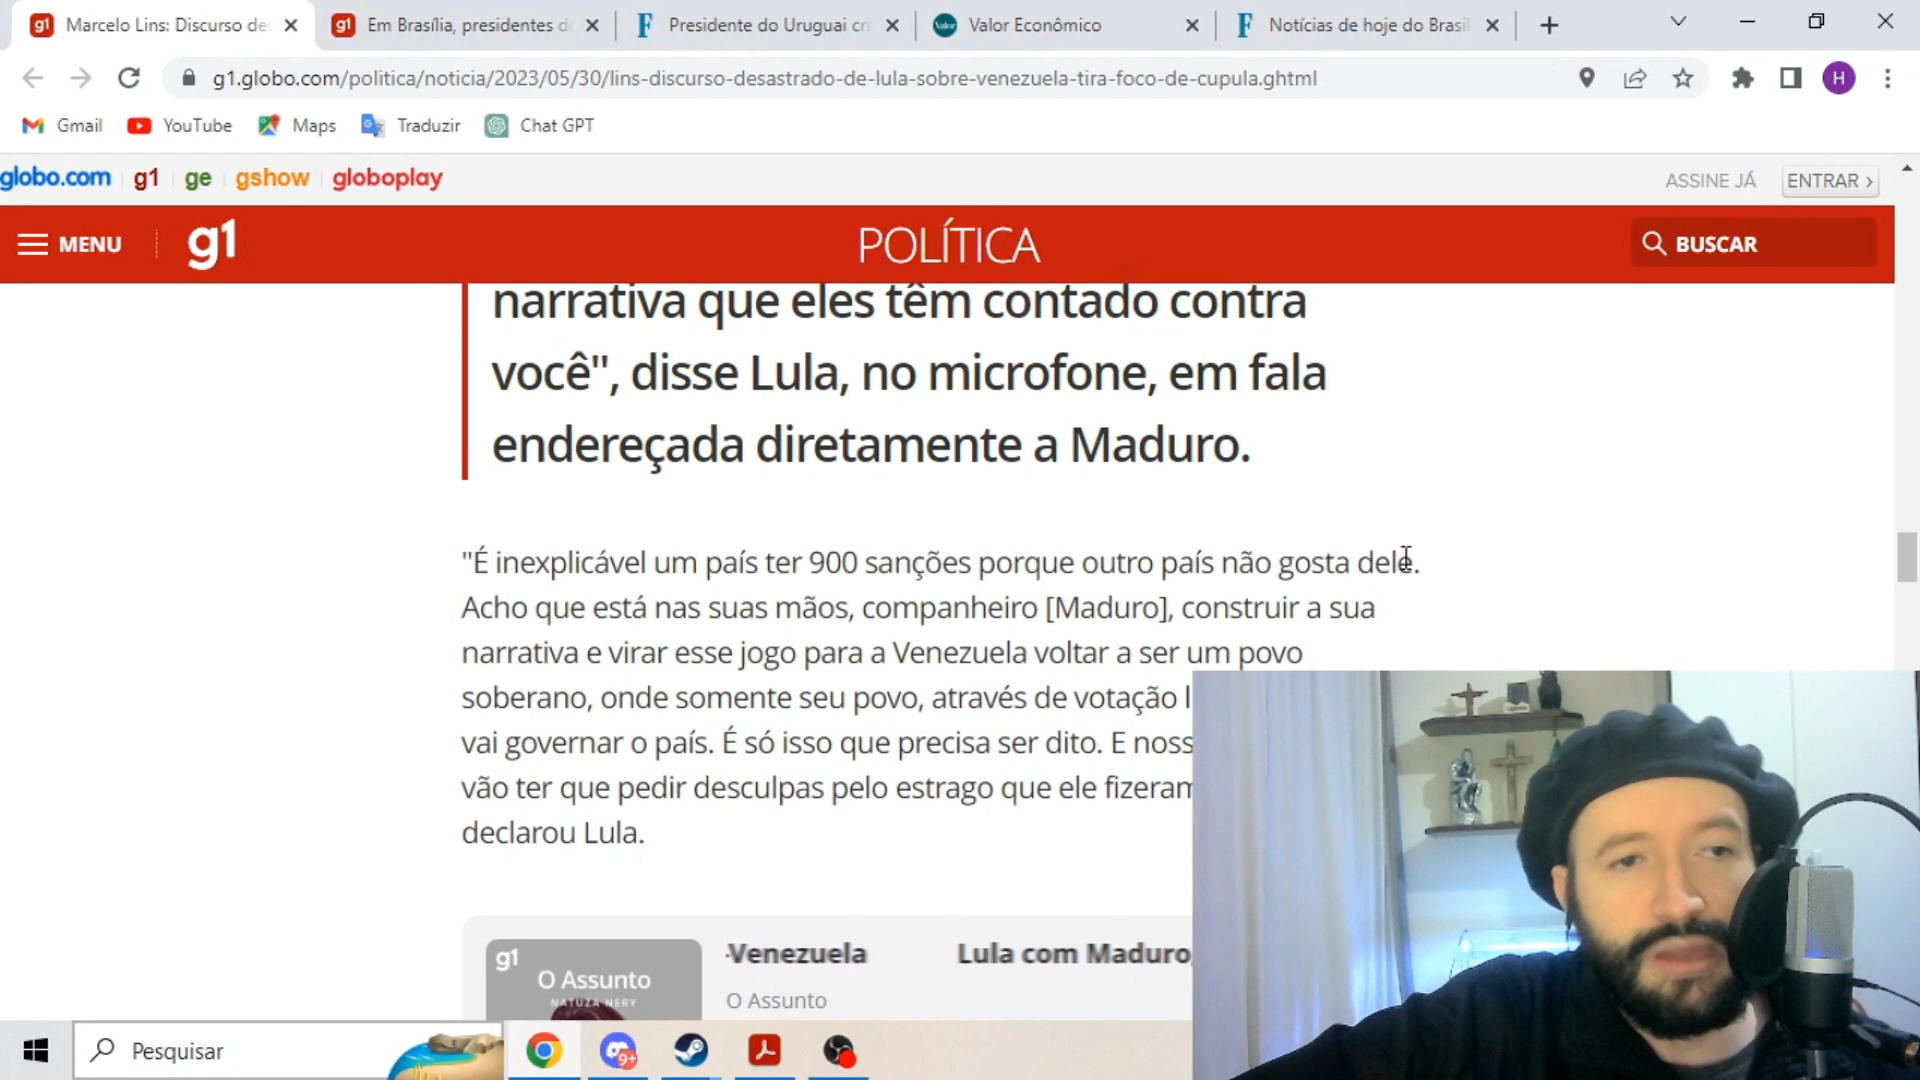 g1 Marcelo Lins: Discurso de
g1 Em Brasília, presidentes d
F Presidente do Uruguai cri
Valor Valor Econômico
F Notícias de hoje do Brasil
g1.globo.com/politica/noticia/2023/05/30/lins-discurso-desastrado-de-lula-sobre-venezuela-tira-foco-de-cupula.ghtml
H
Gmail YouTube Maps Traduzir Chat GPT
globo.com g1 ge gshow globoplay
ASSINE JÁ ENTRAR ›
MENU g1 POLÍTICA BUSCAR
narrativa que eles têm contado contra
você", disse Lula, no microfone, em fala
endereçada diretamente a Maduro.
"É inexplicável um país ter 900 sanções porque outro país não gosta dele.
Acho que está nas suas mãos, companheiro [Maduro], construir a sua
narrativa e virar esse jogo para a Venezuela voltar a ser um povo
soberano, onde somente seu povo, através de votação l
vai governar o país. É só isso que precisa ser dito. E noss
vão ter que pedir desculpas pelo estrago que ele fizeram
declarou Lula.
g1
O Assunto
NATUZA NERY
Venezuela Lula com Maduro,
O Assunto
Pesquisar
9+